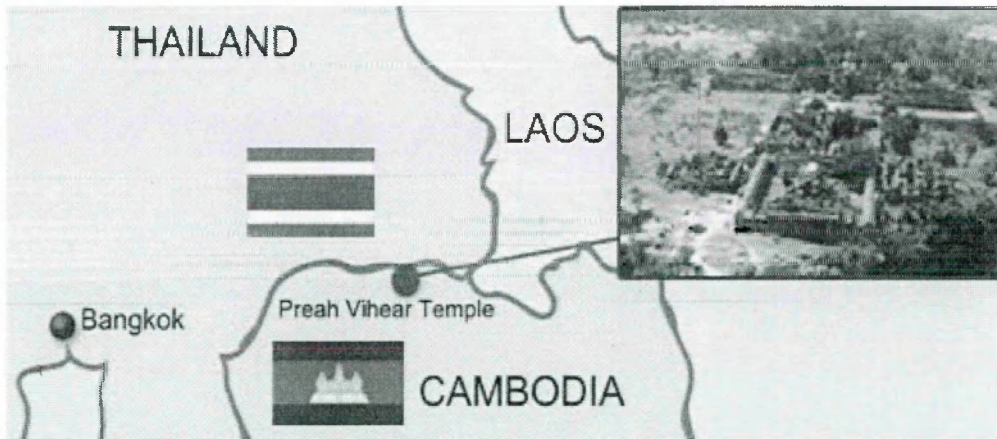 THAILAND
LAOS
Preah Vihear Temple
Bangkok
CAMBODIA